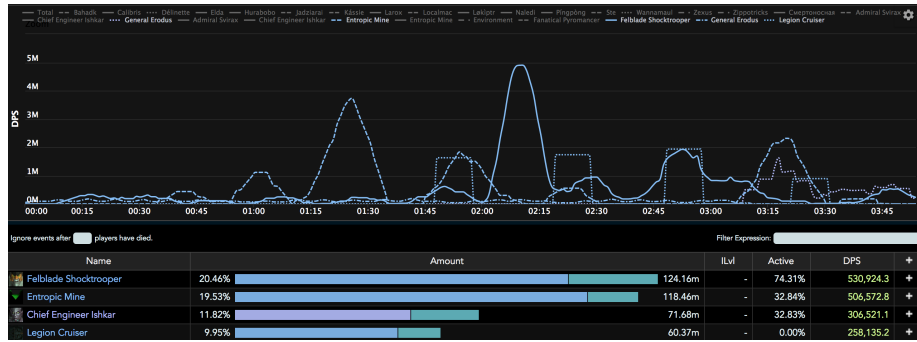 Total Bahadk Calibris Délinette Elda Hurabobo Jadziarai Kässie Larox Localmac Lakiptr Naledi Pingpöng Ste Wannamaul Zexus Zippotricks Смертоносная Admiral Svirax
Chief Engineer Ishkar General Erodus Admiral Svirax Chief Engineer Ishkar Entropic Mine Entropic Mine Environment Fanatical Pyromancer Felblade Shocktrooper General Erodus Legion Cruiser
5M
4M
3M
2M
1M
0M
DPS
00:00 00:15 00:30 00:45 01:00 01:15 01:30 01:45 02:00 02:15 02:30 02:45 03:00 03:15 03:30 03:45
Ignore events after players have died. Filter Expression:
Name Amount ILvl Active DPS +
Felblade Shocktrooper 20.46% 124.16m - 74.31% 530,924.3 +
Entropic Mine 19.53% 118.46m - 32.84% 506,572.8 +
Chief Engineer Ishkar 11.82% 71.68m - 32.83% 306,521.1 +
Legion Cruiser 9.95% 60.37m - 0.00% 258,135.2 +